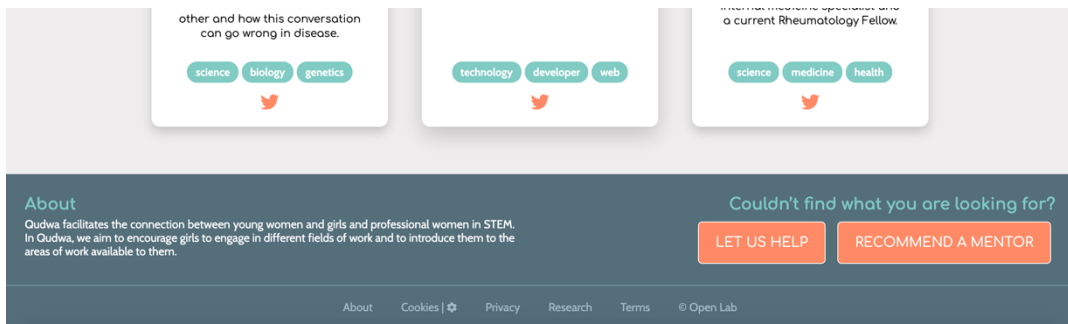 other and how this conversation
can go wrong in disease.
science biology genetics
technology developer web
internal medicine specialist and
a current Rheumatology Fellow.
science medicine health
About
Qudwa facilitates the connection between young women and girls and professional women in STEM.
In Qudwa, we aim to encourage girls to engage in different fields of work and to introduce them to the
areas of work available to them.
Couldn't find what you are looking for?
LET US HELP RECOMMEND A MENTOR
About Cookies | Privacy Research Terms © Open Lab